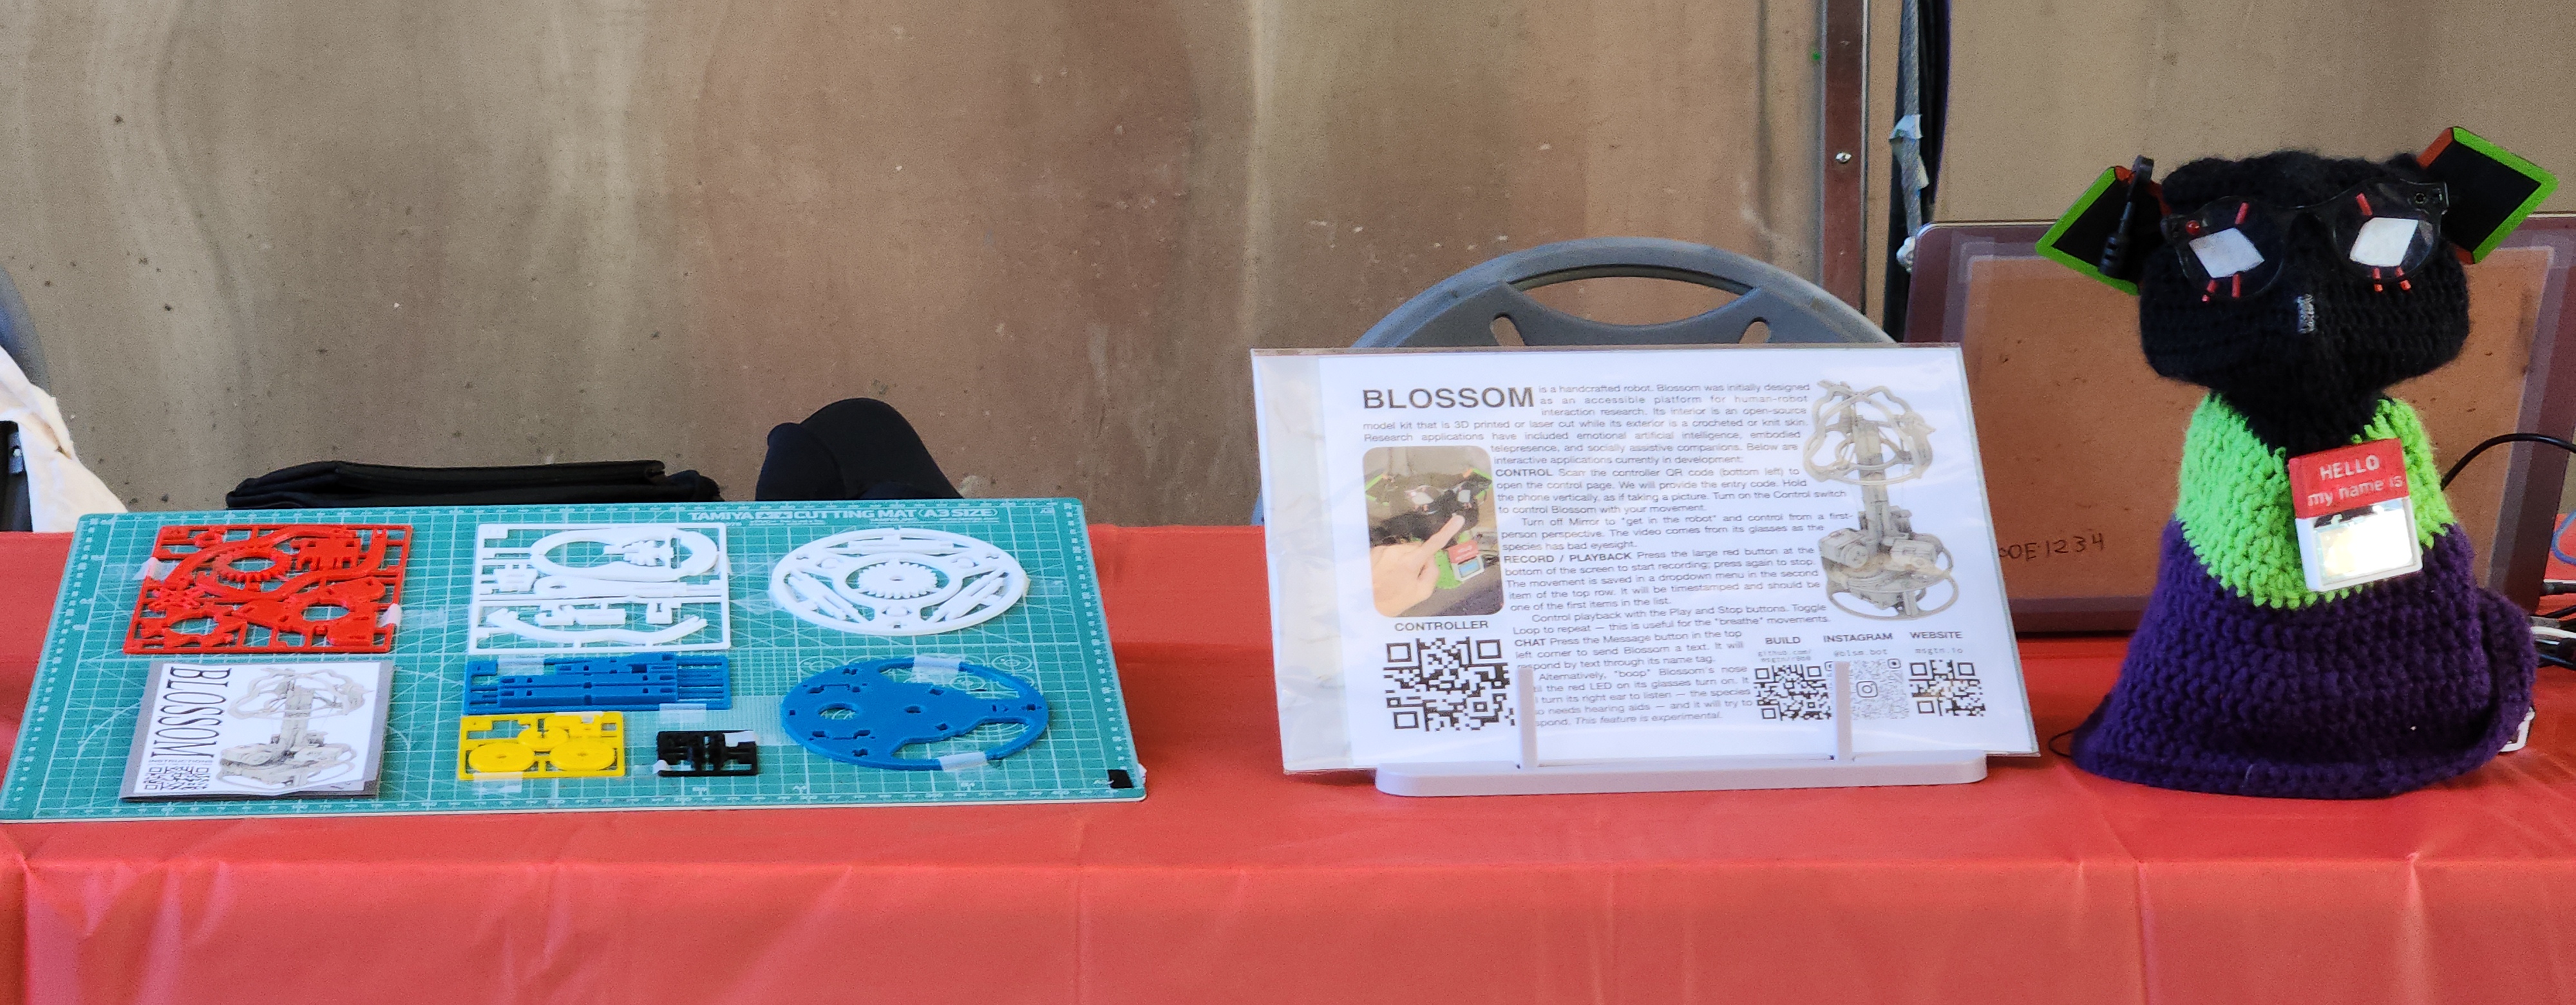 TAMIYA CUTTING MAT (A3 SIZE)
BLOSSOM
INSTRUCTIONS
BLOSSOM is a handcrafted robot. Blossom was initially designed
as an accessible platform for human-robot
interaction research. Its interior is an open-source
model kit that is 3D printed or laser cut while its exterior is a crocheted or knit skin.
Research applications have included emotional artificial intelligence, embodied
telepresence, and socially assistive companions. Below are
interactive applications currently in development:
CONTROL Scan the controller QR code (bottom left) to
open the control page. We will provide the entry code. Hold
the phone vertically, as if taking a picture. Turn on the Control switch
to control Blossom with your movement.
Turn off Mirror to "get in the robot" and control from a first-
person perspective. The video comes from its glasses as the
species has bad eyesight.
RECORD / PLAYBACK Press the large red button at the
bottom of the screen to start recording; press again to stop.
The movement is saved in a dropdown menu in the second
item of the top row. It will be timestamped and should be
one of the first items in the list.
Control playback with the Play and Stop buttons. Toggle
Loop to repeat — this is useful for the "breathe" movements.
CHAT Press the Message button in the top
left corner to send Blossom a text. It will
respond by text through its name tag.
Alternatively, "boop" Blossom's nose
the red LED on its glasses turn on. It
turn its right ear to listen — the species
needs hearing aids — and it will try to
spond. This feature is experimental.
CONTROLLER
BUILD
github.com/
INSTAGRAM
@blsm.bot
WEBSITE
msgtn.io
OE1234
HELLO
my name is